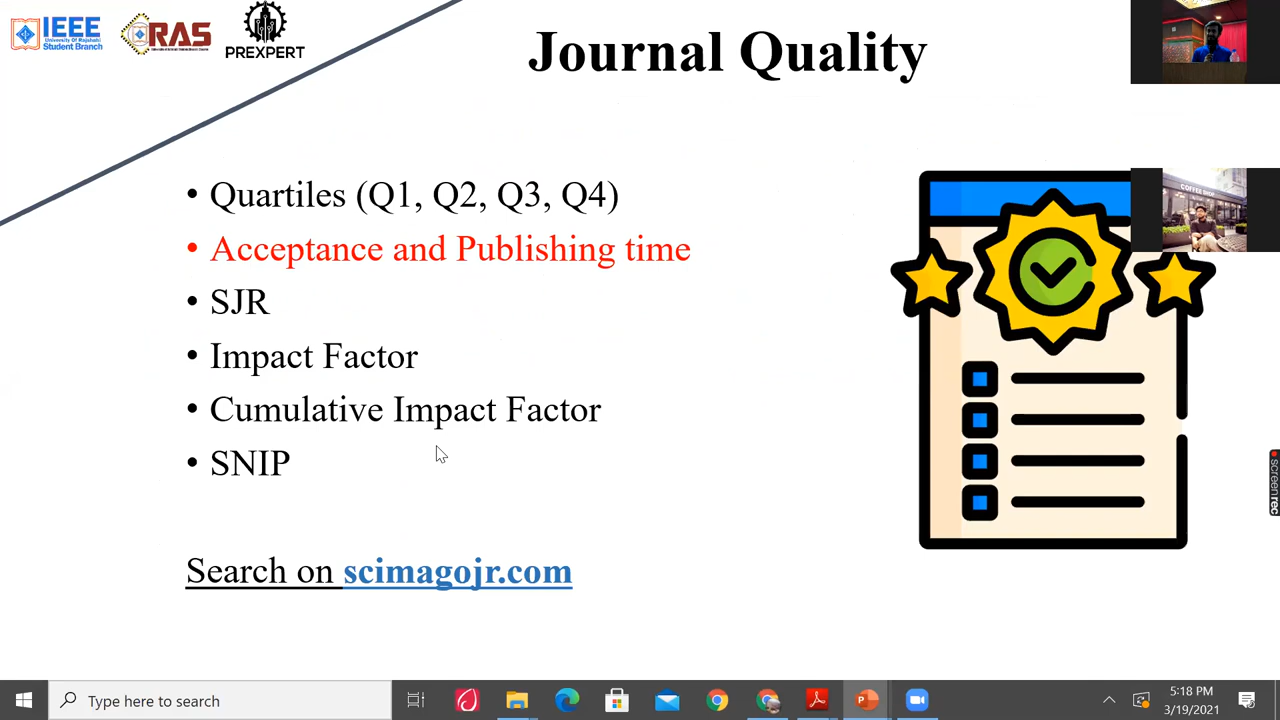 IEEE
University Of Rajshahi
Student Branch
RAS
PREXPERT
Journal Quality
COFFEE SHOP
• Quartiles (Q1, Q2, Q3, Q4)
• Acceptance and Publishing time
• SJR
• Impact Factor
• Cumulative Impact Factor
• SNIP
Search on scimagojr.com
screenrec
Type here to search
5:18 PM
3/19/2021